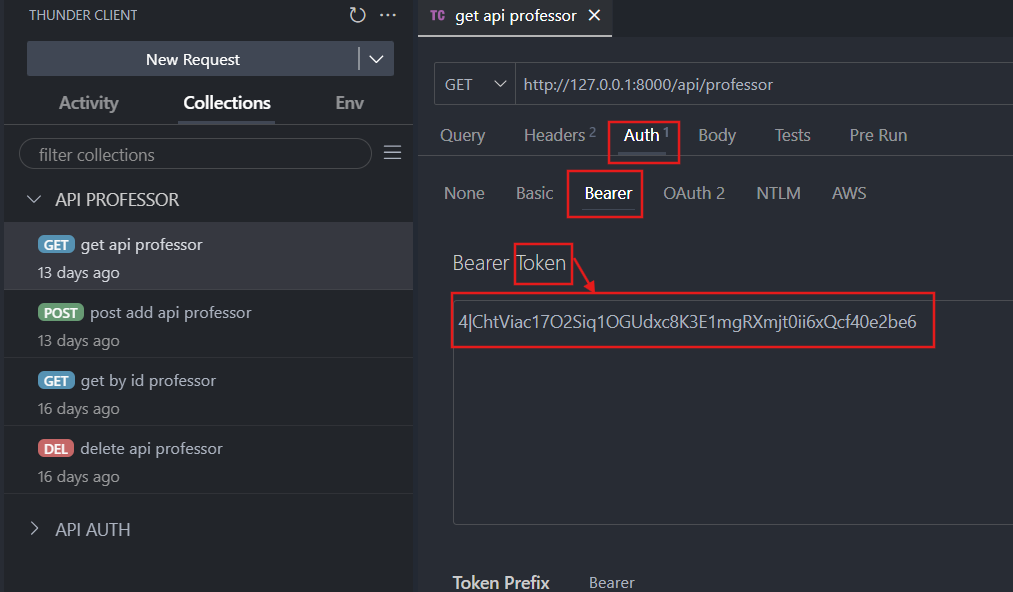 THUNDER CLIENT
New Request
Activity Collections Env
filter collections
API PROFESSOR
GET get api professor
13 days ago
POST post add api professor
13 days ago
GET get by id professor
16 days ago
DEL delete api professor
16 days ago
API AUTH
TC get api professor
GET http://127.0.0.1:8000/api/professor
Query Headers 2 Auth 1 Body Tests Pre Run
None Basic Bearer OAuth 2 NTLM AWS
Bearer Token
4|ChtViac17O2Siq1OGUdxc8K3E1mgRXmjt0ii6xQcf40e2be6
Token Prefix Bearer